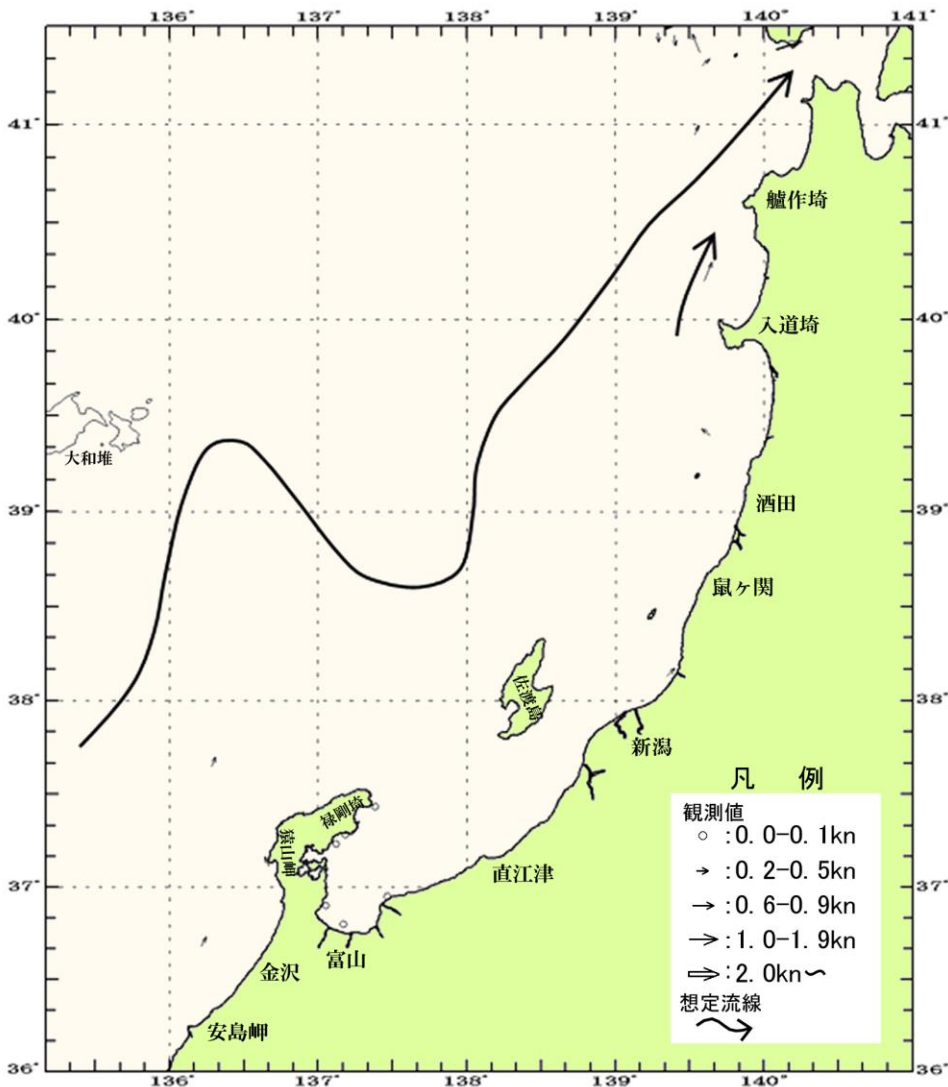 136° 137° 138° 139° 140° 141°
41° 41°
艫作埼
入道埼
40° 40°
大和堆
酒田
39° 39°
鼠ヶ関
佐渡島
38° 38°
新潟
禄剛埼
猿山岬
直江津
37° 37°
富山
金沢
安島岬
36° 36°
136° 137° 138° 139° 140°
凡 例
観測値
○ :0.0-0.1kn
→ :0.2-0.5kn
→ :0.6-0.9kn
→ :1.0-1.9kn
⇒ :2.0kn~
想定流線